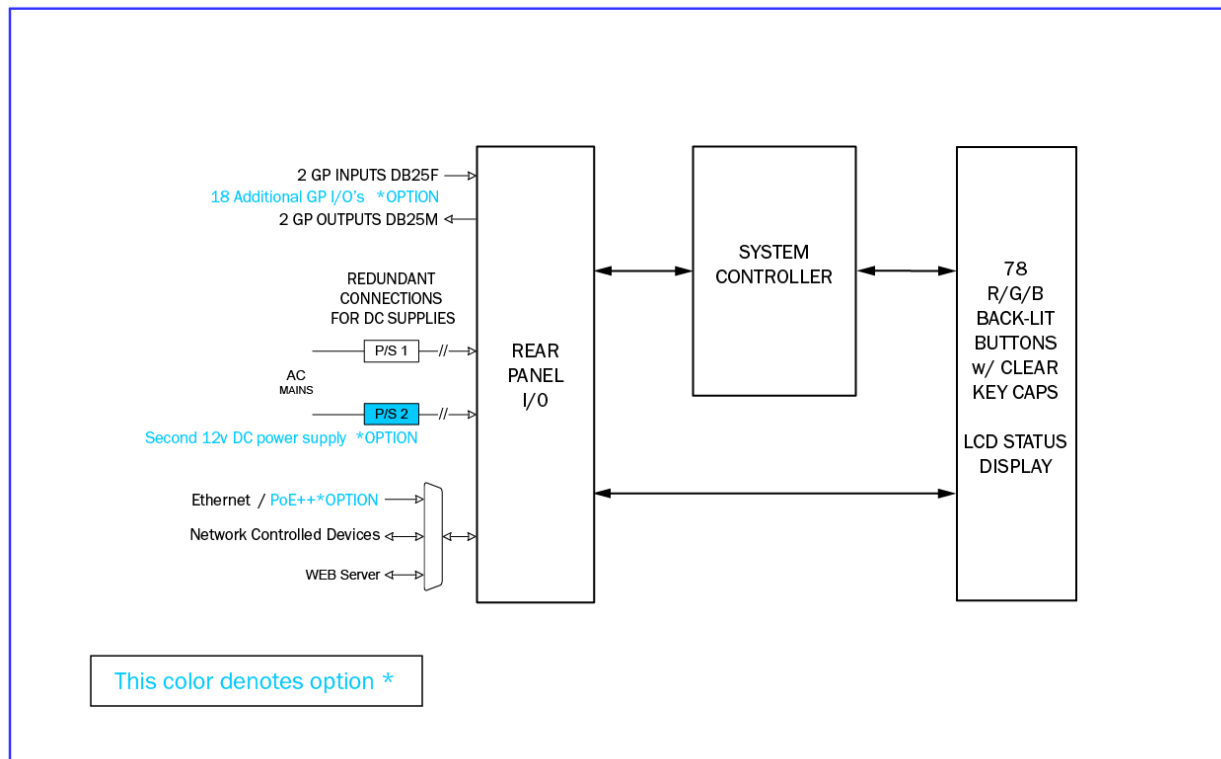 2 GP INPUTS DB25F
18 Additional GP I/O's *OPTION
2 GP OUTPUTS DB25M
REDUNDANT
CONNECTIONS
FOR DC SUPPLIES
P/S 1
AC
MAINS
P/S 2
Second 12v DC power supply *OPTION
Ethernet / PoE++*OPTION
Network Controlled Devices
WEB Server
REAR
PANEL
I/O
SYSTEM
CONTROLLER
78
R/G/B
BACK-LIT
BUTTONS
w/ CLEAR
KEY CAPS
LCD STATUS
DISPLAY
This color denotes option *